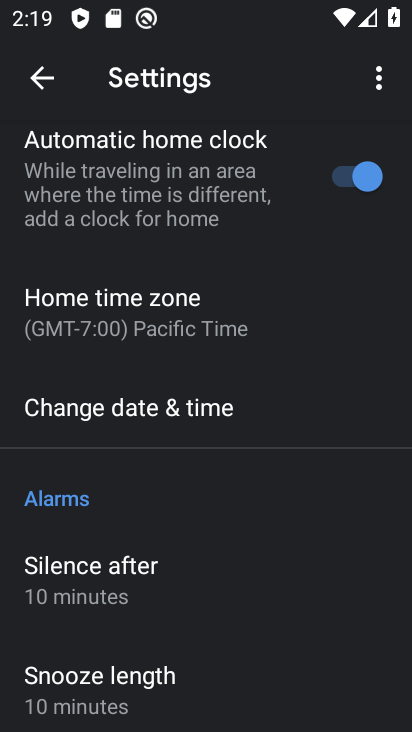 2:19
Settings
Automatic home clock
While traveling in an area
where the time is different,
add a clock for home
Home time zone
(GMT-7:00) Pacific Time
Change date & time
Alarms
Silence after
10 minutes
Snooze length
10 minutes